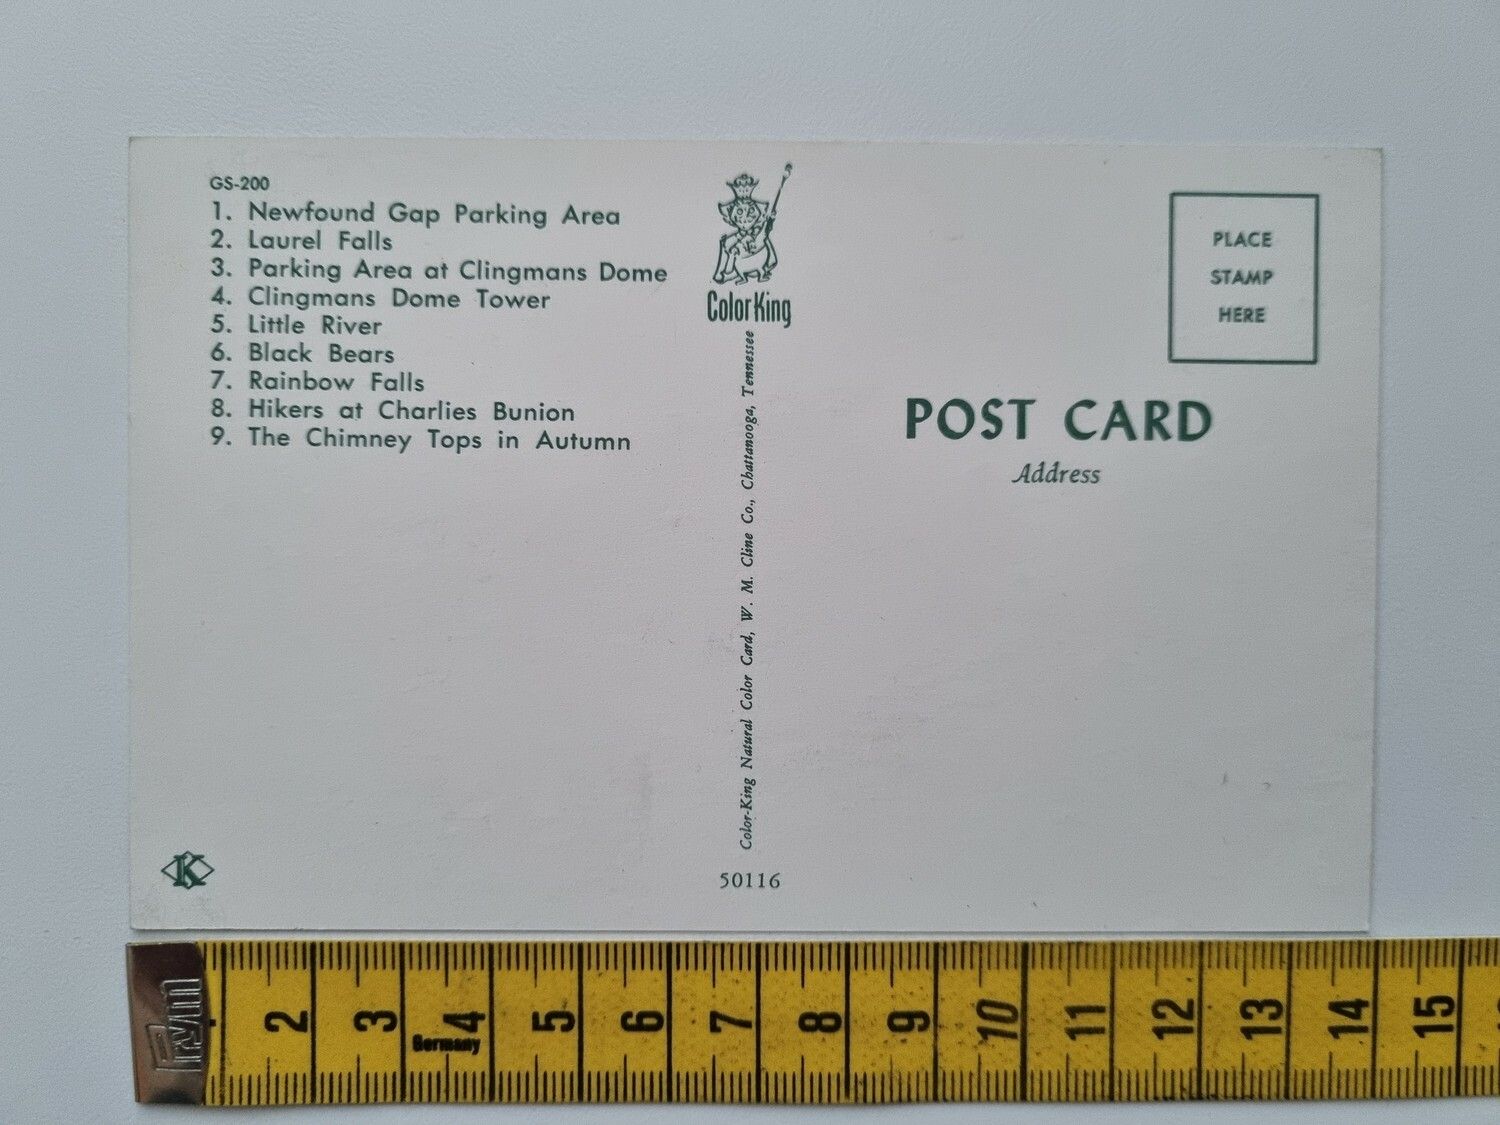 GS-200
1. Newfound Gap Parking Area
2. Laurel Falls
3. Parking Area at Clingmans Dome
4. Clingmans Dome Tower
5. Little River
6. Black Bears
7. Rainbow Falls
8. Hikers at Charlies Bunion
9. The Chimney Tops in Autumn
K
Color King
Color-King Natural Color Card, W. M. Cline Co., Chattanooga, Tennessee
50116
PLACE
STAMP
HERE
POST CARD
Address
Prym
2 3 4 5 6 7 8 9 10 11 12 13 14 15
Germany